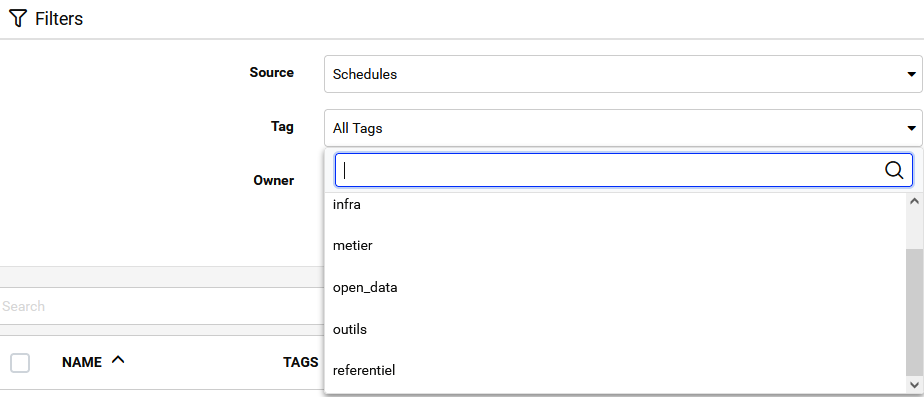 Filters
Source
Schedules
Tag
All Tags
Owner
infra
metier
open_data
outils
referentiel
Search
NAME
TAGS